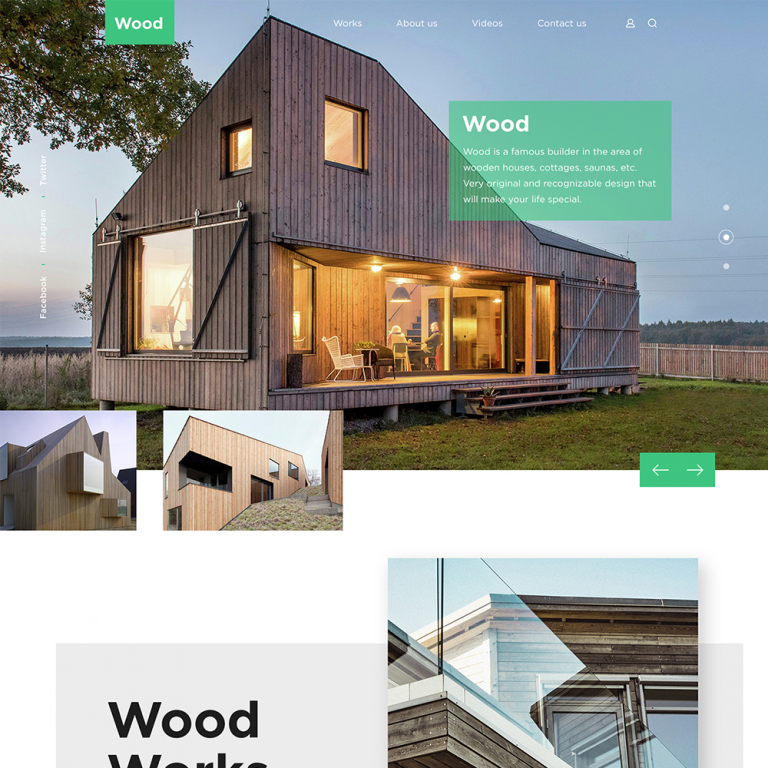 Wood
Works
About us
Videos
Contact us
Wood
Wood is a famous builder in the area of
wooden houses, cottages, saunas, etc.
Very original and recognizable design that
will make your life special.
Twitter
Instagram
Facebook
Wood
Works